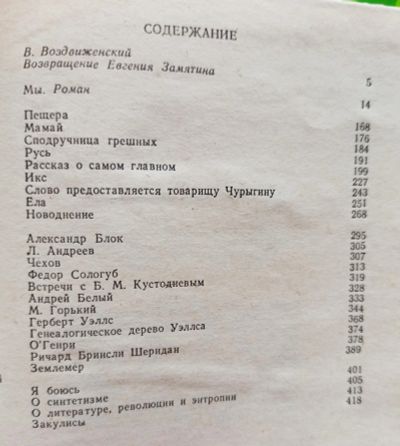 СОДЕРЖАНИЕ
В. Воздвиженский
Возвращение Евгения Замятина 5
Мы. Роман 14
Пещера 168
Мамай 176
Сподручница грешных 184
Русь 191
Рассказ о самом главном 199
Икс 227
Слово предоставляется товарищу Чурыгину 243
Ела 251
Новоднение 268
Александр Блок 295
Л. Андреев 305
Чехов 307
Федор Сологуб 313
Встречи с Б. М. Кустодиевым 319
Андрей Белый 328
М. Горький 333
Герберт Уэллс 344
Генеалогическое дерево Уэллса 368
О'Генри 374
Ричард Бринсли Шеридан 378
Землемер 389
Я боюсь 401
О синтетизме 405
О литературе, революции и энтропии 413
Закулисы 418